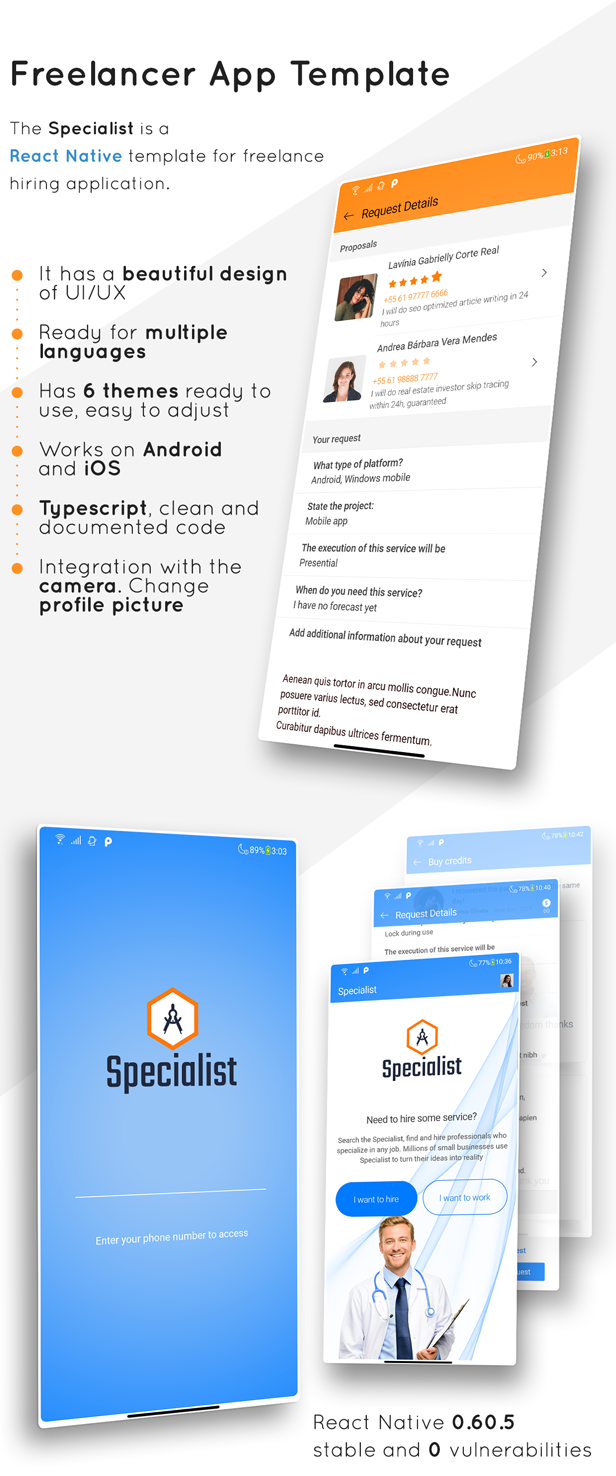 Freelancer App Template
The Specialist is a
React Native template for freelance
hiring application.
It has a beautiful design
of UI/UX
Ready for multiple
languages
Has 6 themes ready to
use, easy to adjust
Works on Android
and iOS
Typescript, clean and
documented code
Integration with the
camera. Change
profile picture
90% 3:13
← Request Details
Proposals
Lavínia Gabrielly Corte Real
+55 61 97777 6666
I will do seo optimized article writing in 24
hours
Andrea Bárbara Vera Mendes
+55 61 98888 7777
I will do real estate investor skip tracing
within 24h, guaranteed
Your request
What type of platform?
Android, Windows mobile
State the project:
Mobile app
The execution of this service will be
Presential
When do you need this service?
I have no forecast yet
Add additional information about your request
Aenean quis tortor in arcu mollis congue.Nunc
posuere varius lectus, sed consectetur erat
porttitor id.
Curabitur dapibus ultrices fermentum.
89% 3:03
Specialist
Enter your phone number to access
78% 10:42
← Buy credits
same
78% 10:40
← Request Details
60
Lock during use
The execution of this service will be
77% 10:36
Specialist
Specialist
Need to hire some service?
Search the Specialist, find and hire professionals who
specialize in any job. Millions of small businesses use
Specialist to turn their ideas into reality
I want to hire
I want to work
thanks
nibh
apien
you
React Native 0.60.5
stable and 0 vulnerabilities